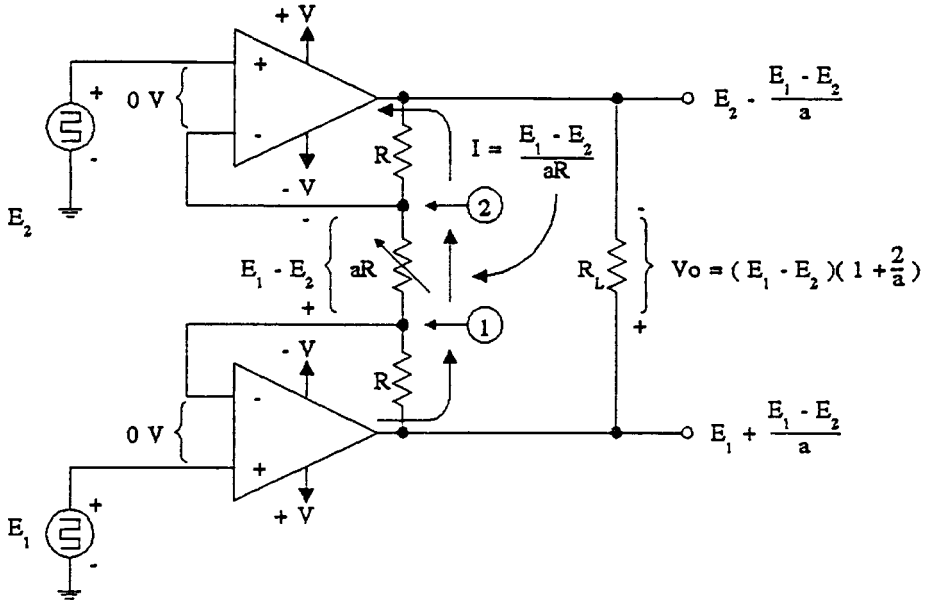 + V
+
+
0 V
-
-
E₂ - (E₁ - E₂)/a
R
I = (E₁ - E₂)/aR
- V
2
E₂
-
E₁ - E₂
aR
+
R_L
-
Vo = ( E₁ - E₂ )( 1 + 2/a )
+
1
- V
R
-
0 V
+
E₁ + (E₁ - E₂)/a
+
E₁
-
+ V